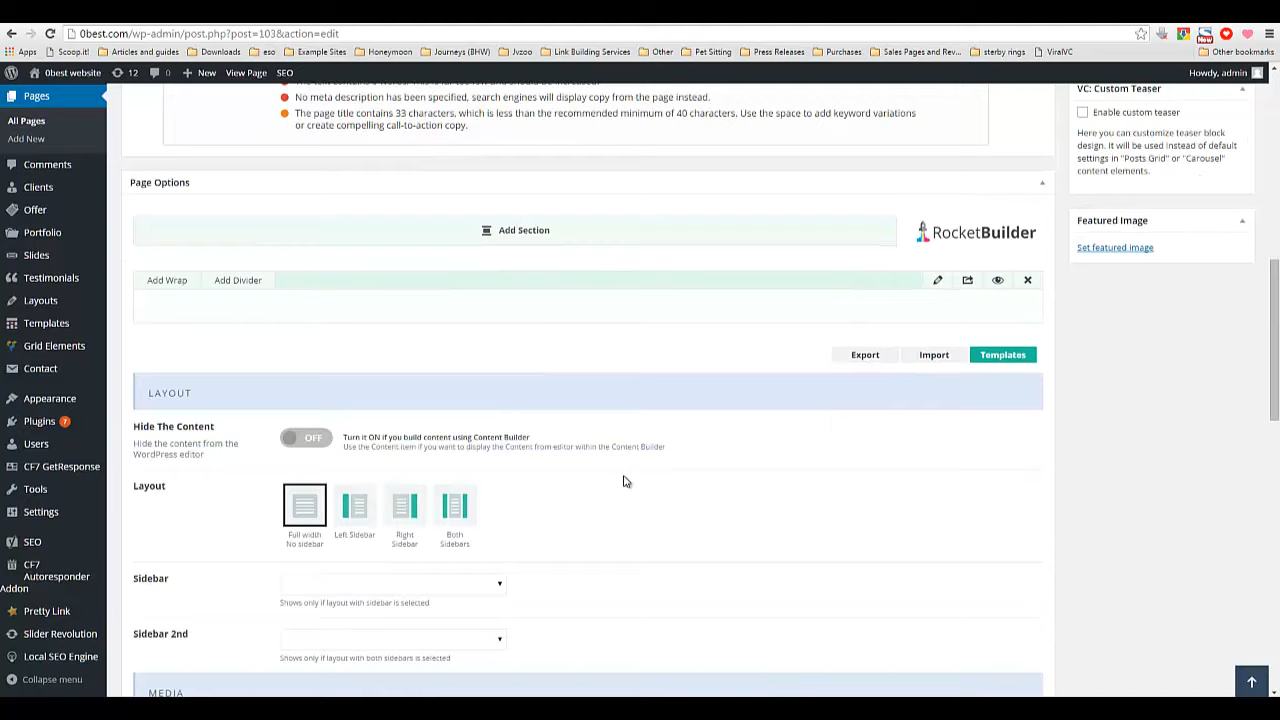 0best.com/wp-admin/post.php?post=103&action=edit
Apps Scoop.it! Articles and guides Downloads eso Example Sites Honeymoon Journeys (BHW) Jvzoo Link Building Services Other Pet Sitting Press Releases Purchases Sales Pages and Rev... sterby rings ViralVC Other bookmarks
0best website 12 0 New View Page SEO Howdy, admin
New
Pages
All Pages
Add New
Comments
Clients
Offer
Portfolio
Slides
Testimonials
Layouts
Templates
Grid Elements
Contact
Appearance
Plugins 7
Users
CF7 GetResponse
Tools
Settings
SEO
CF7
Autoresponder
Addon
Pretty Link
Slider Revolution
Local SEO Engine
Collapse menu
No meta description has been specified, search engines will display copy from the page instead.
The page title contains 33 characters, which is less than the recommended minimum of 40 characters. Use the space to add keyword variations
or create compelling call-to-action copy.
Page Options
Add Section
RocketBuilder
Add Wrap Add Divider
Export Import Templates
LAYOUT
Hide The Content
Hide the content from the
WordPress editor
OFF
Turn it ON if you build content using Content Builder
Use the Content item if you want to display the Content from editor within the Content Builder
Layout
Full width
No sidebar
Left Sidebar
Right
Sidebar
Both
Sidebars
Sidebar
Shows only if layout with sidebar is selected
Sidebar 2nd
Shows only if layout with both sidebars is selected
MEDIA
VC: Custom Teaser
Enable custom teaser
Here you can customize teaser block
design. It will be used instead of default
settings in "Posts Grid" or "Carousel"
content elements.
Featured Image
Set featured image